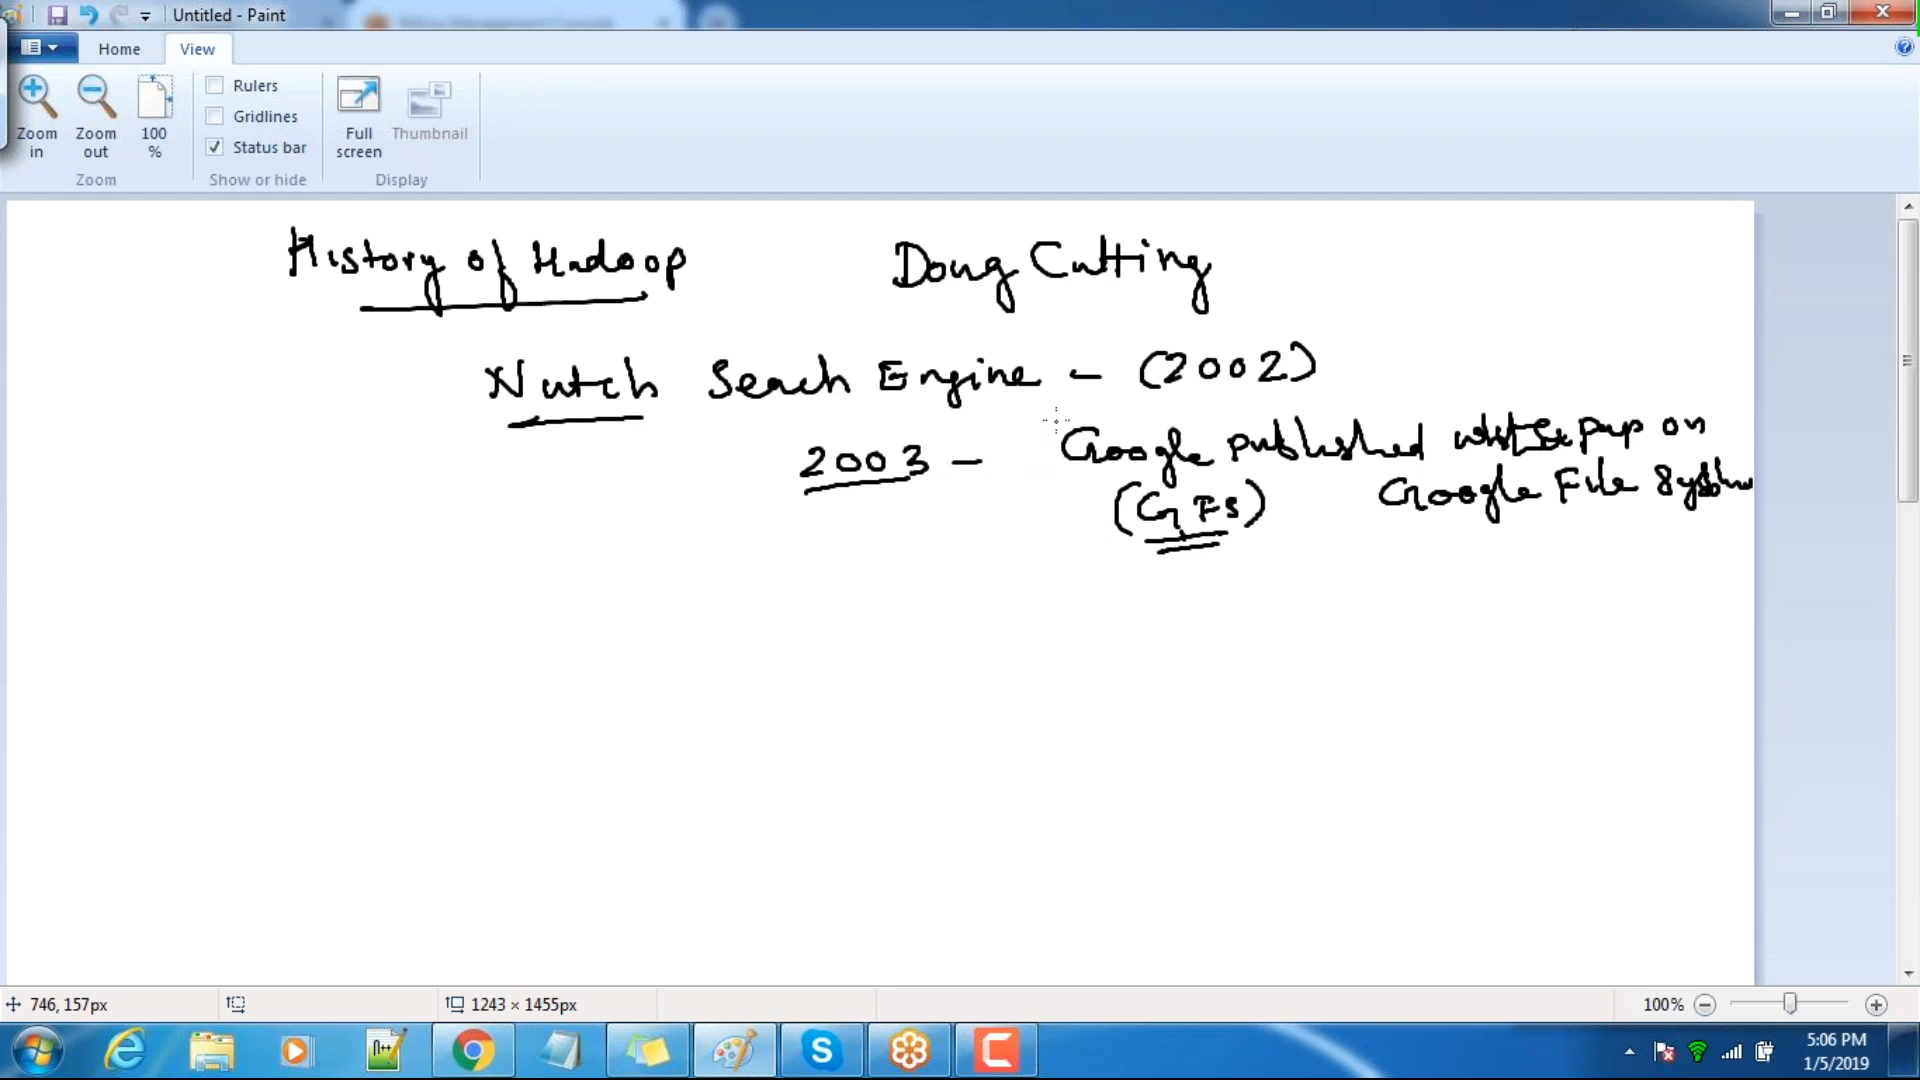 Untitled - Paint
Home View
Zoom in
Zoom out
100 %
Rulers
Gridlines
Status bar
Full screen
Thumbnail
Zoom
Show or hide
Display
History of Hadoop Doug Cutting
Nutch Seach Engine - (2002)
2003 - Google published on
(GFS) Google File
746, 157px
1243 × 1455px
100%
5:06 PM
1/5/2019